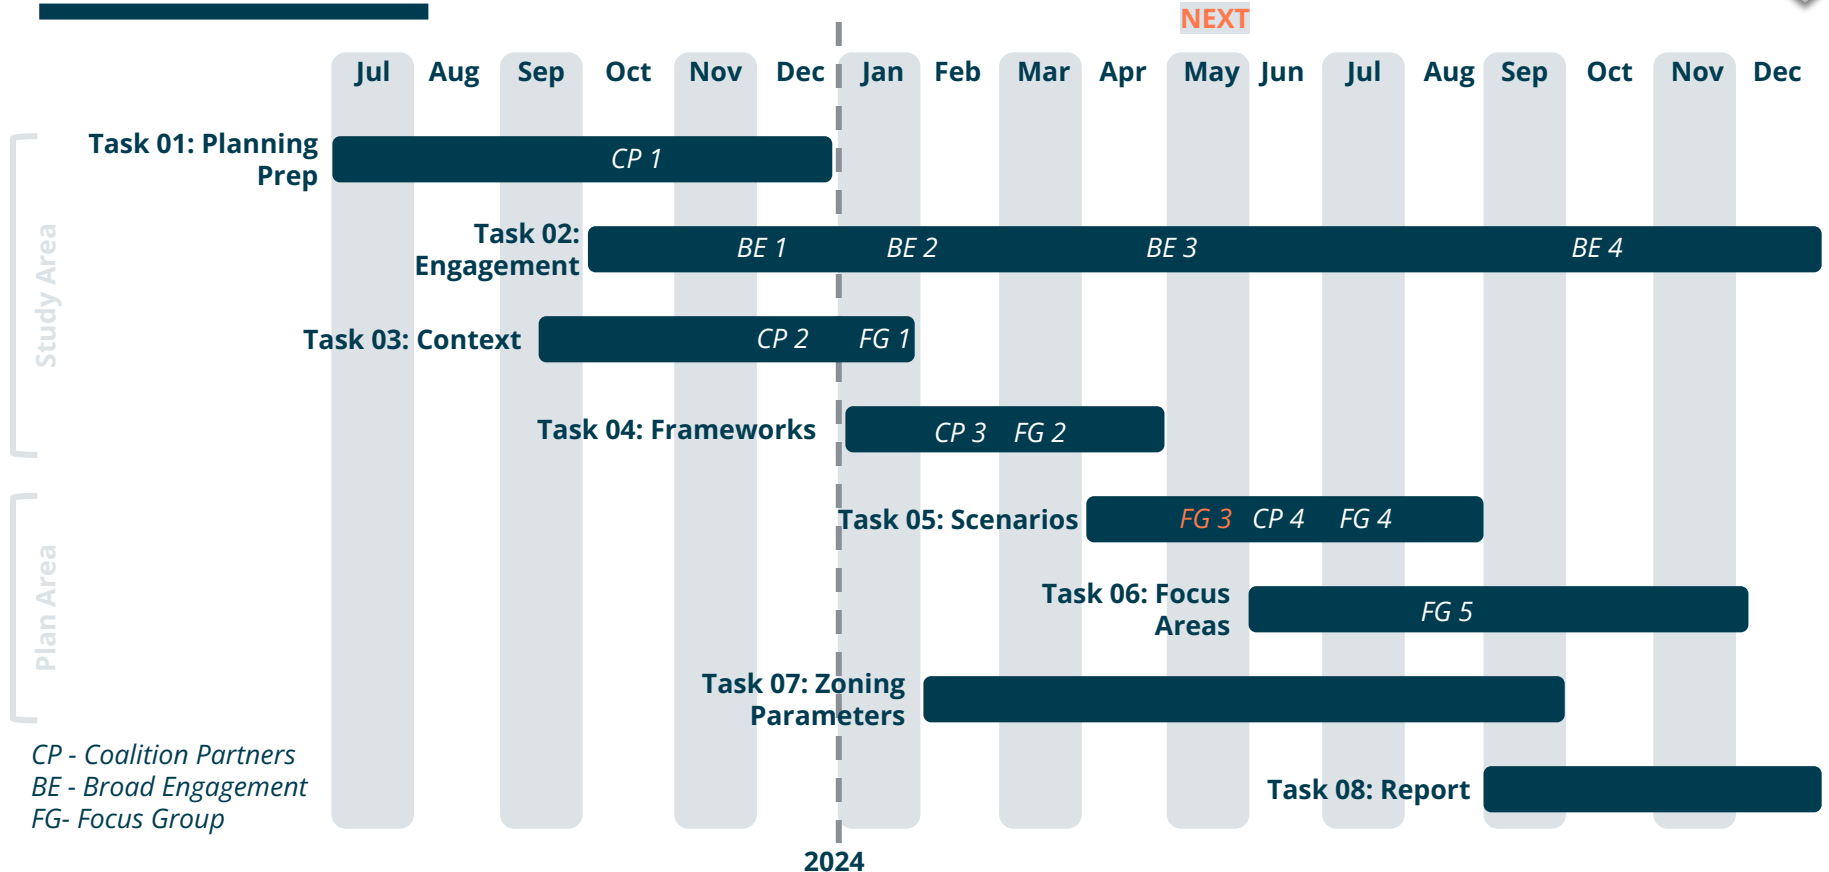 NEXT
Jul Aug Sep Oct Nov Dec Jan Feb Mar Apr May Jun Jul Aug Sep Oct Nov Dec
Study Area
Task 01: Planning
Prep
CP 1
Task 02:
Engagement
BE 1 BE 2 BE 3 BE 4
Task 03: Context
CP 2 FG 1
Task 04: Frameworks
CP 3 FG 2
Plan Area
Task 05: Scenarios
FG 3 CP 4 FG 4
Task 06: Focus
Areas
FG 5
Task 07: Zoning
Parameters
Task 08: Report
CP - Coalition Partners
BE - Broad Engagement
FG- Focus Group
2024